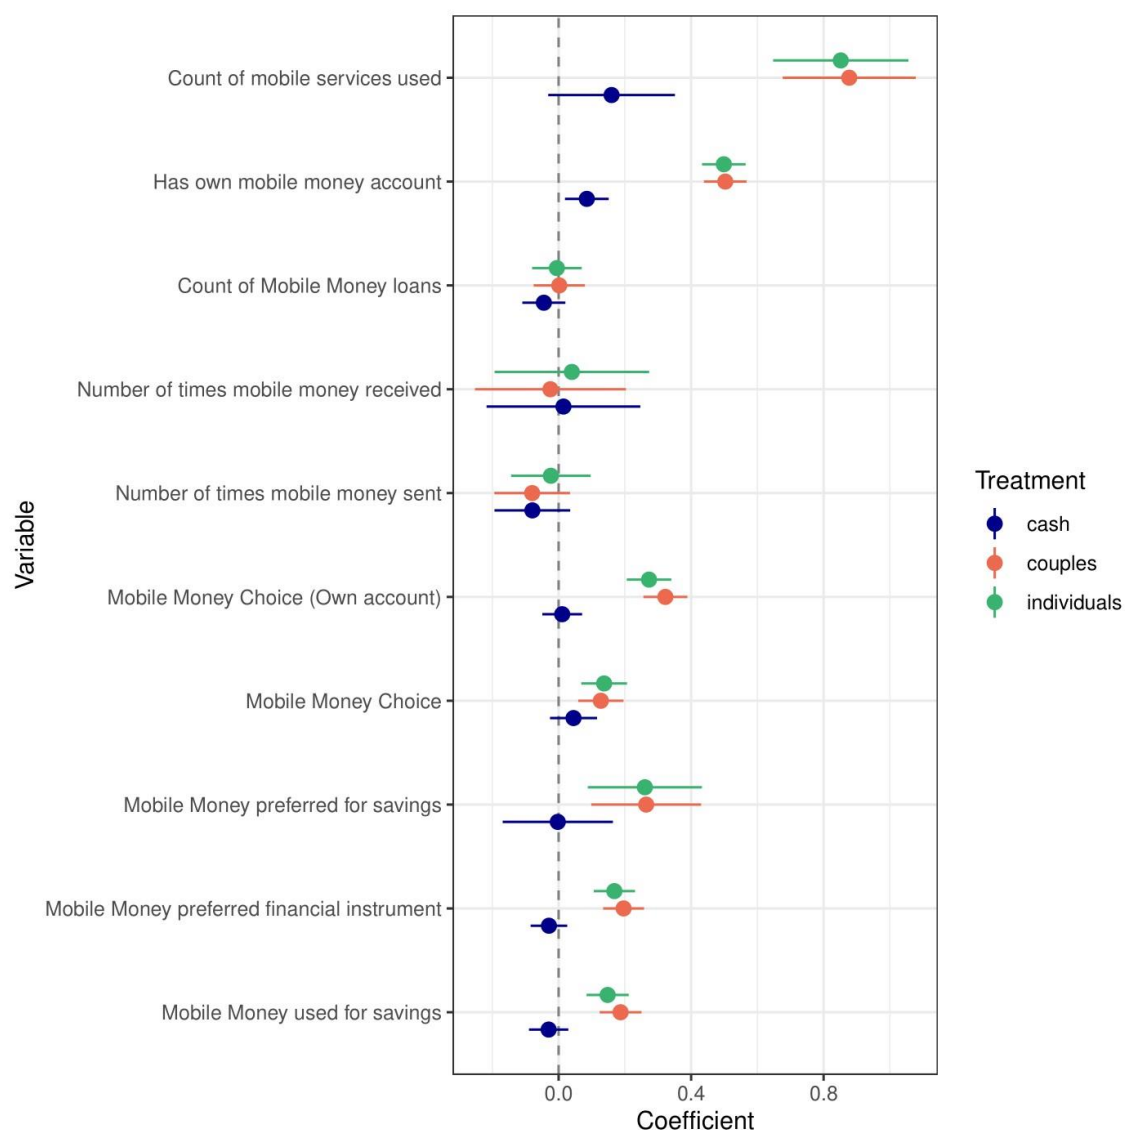 Count of mobile services used
Has own mobile money account
Count of Mobile Money loans
Number of times mobile money received
Number of times mobile money sent
Mobile Money Choice (Own account)
Mobile Money Choice
Mobile Money preferred for savings
Mobile Money preferred financial instrument
Mobile Money used for savings
Variable
0.0 0.4 0.8
Coefficient
Treatment
cash
couples
individuals